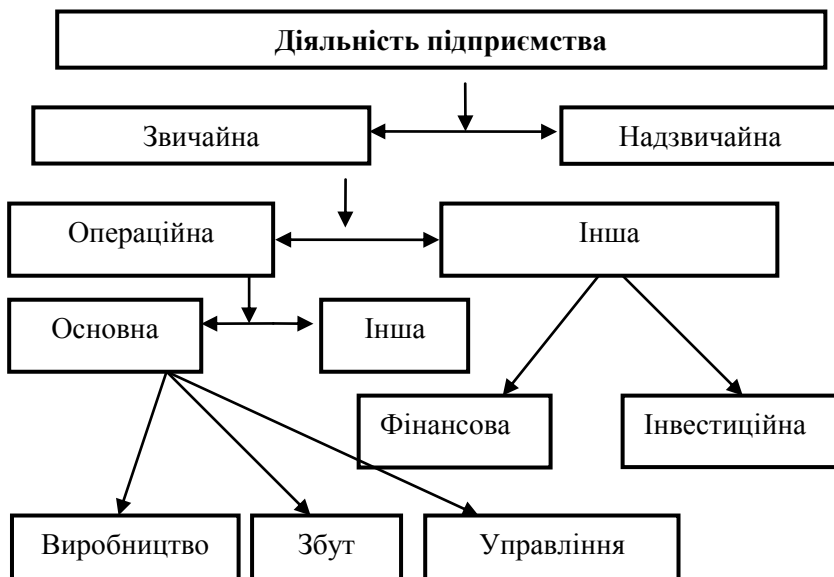 Діяльність підприємства
Звичайна
Надзвичайна
Операційна
Інша
Основна
Інша
Фінансова
Інвестиційна
Виробництво
Збут
Управління